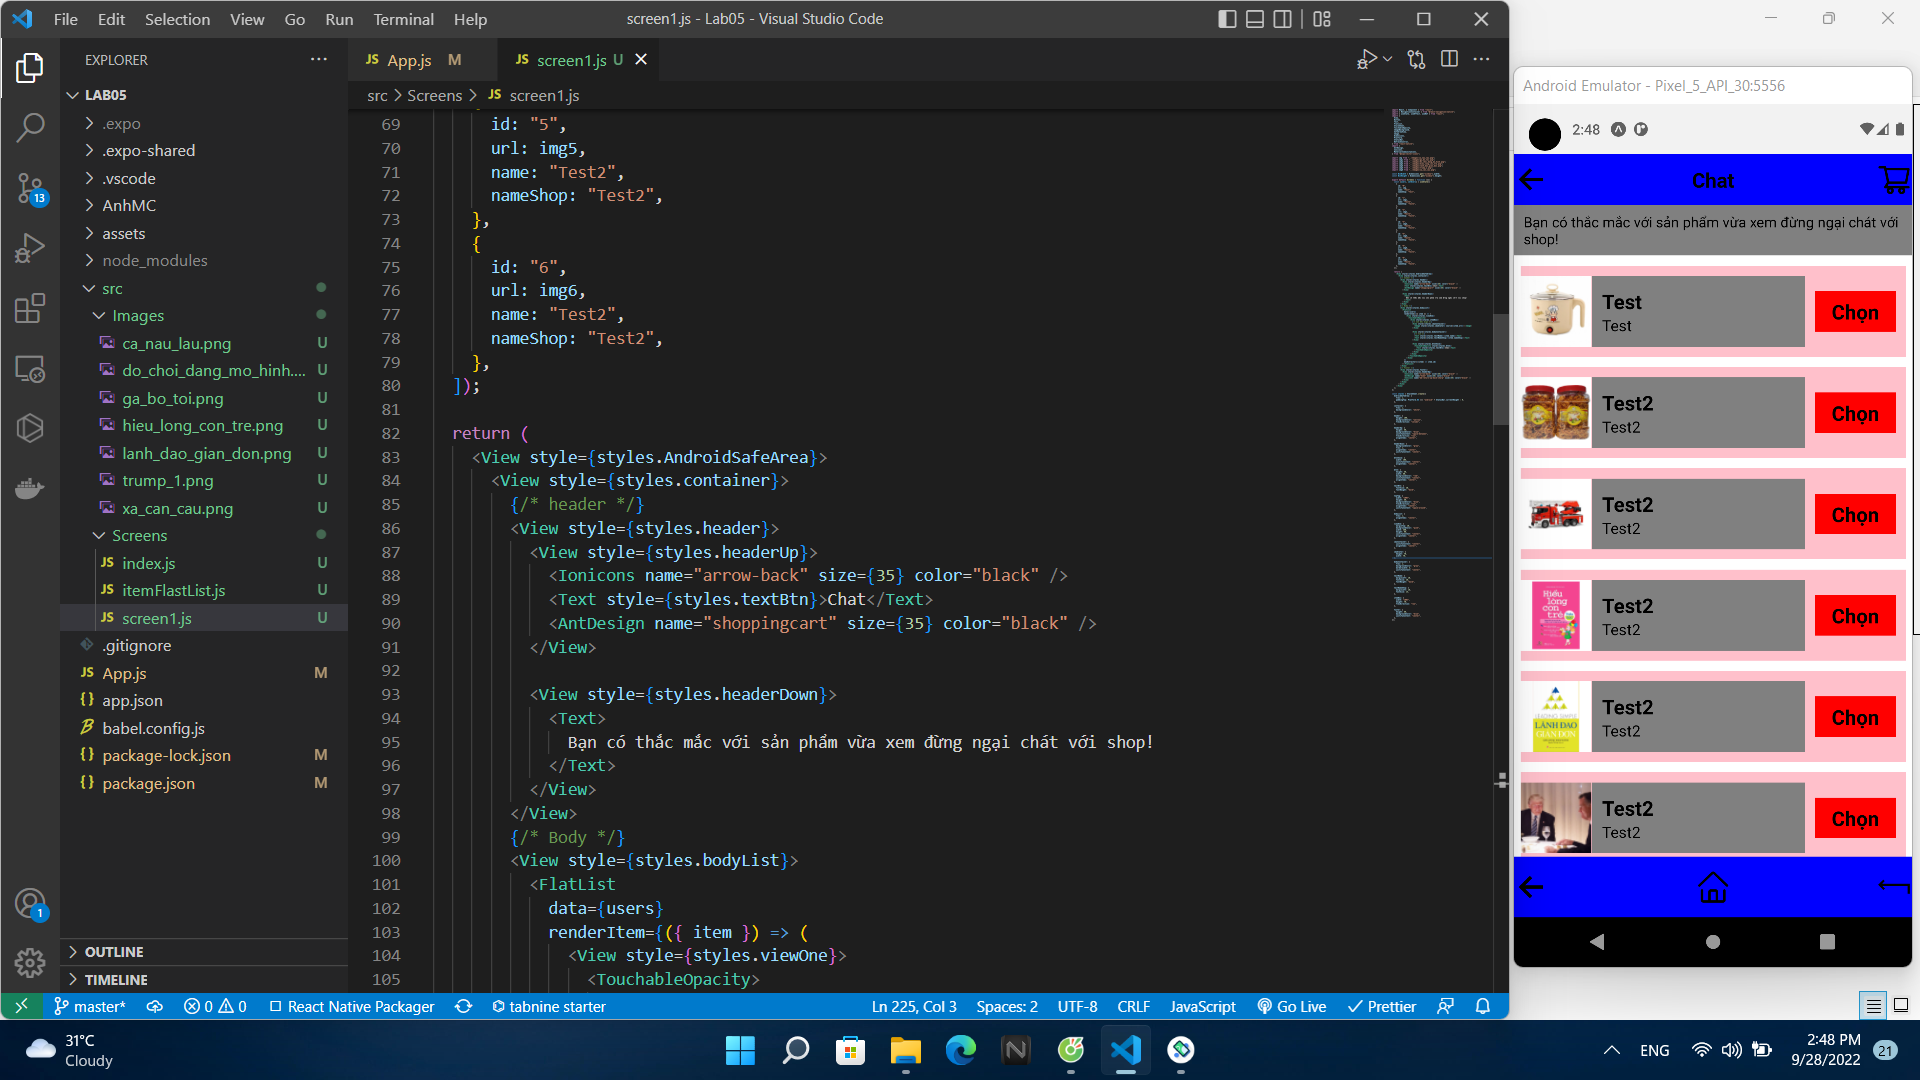 File Edit Selection View Go Run Terminal Help
screen1.js - Lab05 - Visual Studio Code
EXPLORER
LAB05
.expo
.expo-shared
.vscode
AnhMC
assets
node_modules
src
Images
ca_nau_lau.png U
do_choi_dang_mo_hinh.... U
ga_bo_toi.png U
hieu_long_con_tre.png U
lanh_dao_gian_don.png U
trump_1.png U
xa_can_cau.png U
Screens
JS index.js U
JS itemFlastList.js U
JS screen1.js U
.gitignore
JS App.js M
{} app.json
babel.config.js
{} package-lock.json M
{} package.json M
OUTLINE
TIMELINE
13
1
JS App.js M
JS screen1.js U
src > Screens > JS screen1.js
69 id: "5",
70 url: img5,
71 name: "Test2",
72 nameShop: "Test2",
73 },
74 {
75 id: "6",
76 url: img6,
77 name: "Test2",
78 nameShop: "Test2",
79 },
80 ]);
81
82 return (
83 <View style={styles.AndroidSafeArea}>
84 <View style={styles.container}>
85 {/* header */}
86 <View style={styles.header}>
87 <View style={styles.headerUp}>
88 <Ionicons name="arrow-back" size={35} color="black" />
89 <Text style={styles.textBtn}>Chat</Text>
90 <AntDesign name="shoppingcart" size={35} color="black" />
91 </View>
92
93 <View style={styles.headerDown}>
94 <Text>
95 Bạn có thắc mắc với sản phẩm vừa xem đừng ngại chát với shop!
96 </Text>
97 </View>
98 </View>
99 {/* Body */}
100 <View style={styles.bodyList}>
101 <FlatList
102 data={users}
103 renderItem={({ item }) => (
104 <View style={styles.viewOne}>
105 <TouchableOpacity>
master* 0 0 React Native Packager tabnine starter Ln 225, Col 3 Spaces: 2 UTF-8 CRLF JavaScript Go Live Prettier
Android Emulator - Pixel_5_API_30:5556
2:48
Chat
Bạn có thắc mắc với sản phẩm vừa xem đừng ngại chát với
shop!
Test
Test
Chọn
Test2
Test2
Chọn
Test2
Test2
Chọn
Hiểu
lòng
con
trẻ
Test2
Test2
Chọn
LÃNH ĐẠO
GIẢN ĐƠN
Test2
Test2
Chọn
Test2
Test2
Chọn
31°C
Cloudy
ENG
2:48 PM
9/28/2022
21